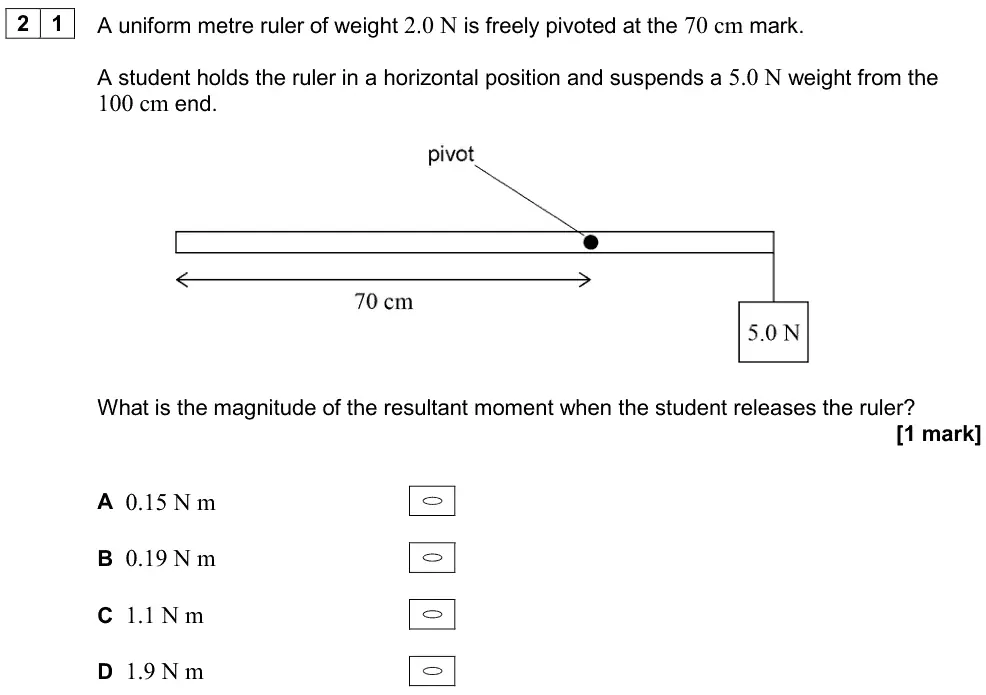 2 1 A uniform metre ruler of weight 2.0 N is freely pivoted at the 70 cm mark.
A student holds the ruler in a horizontal position and suspends a 5.0 N weight from the
100 cm end.
pivot
70 cm
5.0 N
What is the magnitude of the resultant moment when the student releases the ruler?
[1 mark]
A 0.15 N m
B 0.19 N m
C 1.1 N m
D 1.9 N m